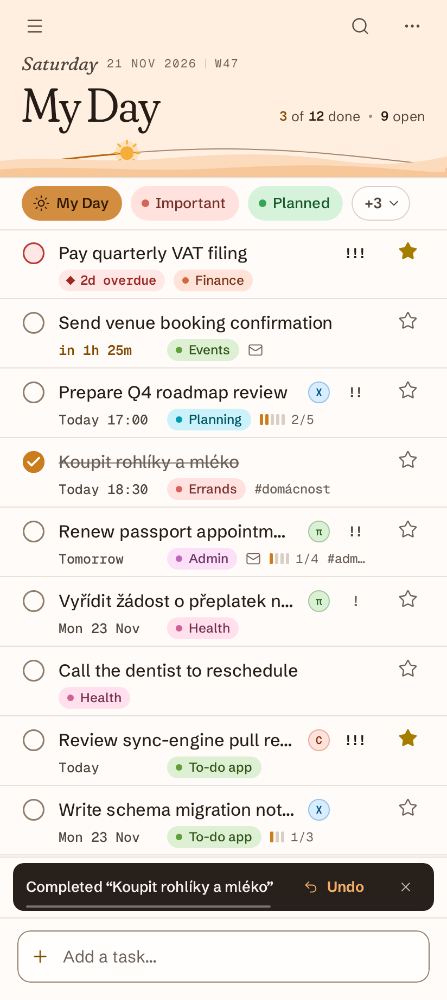 Saturday 21 NOV 2026 W47
My Day
3 of 12 done • 9 open
My Day
Important
Planned
+3
Pay quarterly VAT filing !!!
2d overdue Finance
Send venue booking confirmation
in 1h 25m Events
Prepare Q4 roadmap review X !!
Today 17:00 Planning 2/5
Koupit rohlíky a mléko
Today 18:30 Errands #domácnost
Renew passport appointm… π !!
Tomorrow Admin 1/4 #adm…
Vyřídit žádost o přeplatek n… π !
Mon 23 Nov Health
Call the dentist to reschedule
Health
Review sync-engine pull re… C !!!
Today To-do app
Write schema migration not… X
Mon 23 Nov To-do app 1/3
Completed “Koupit rohlíky a mléko” Undo
Add a task…